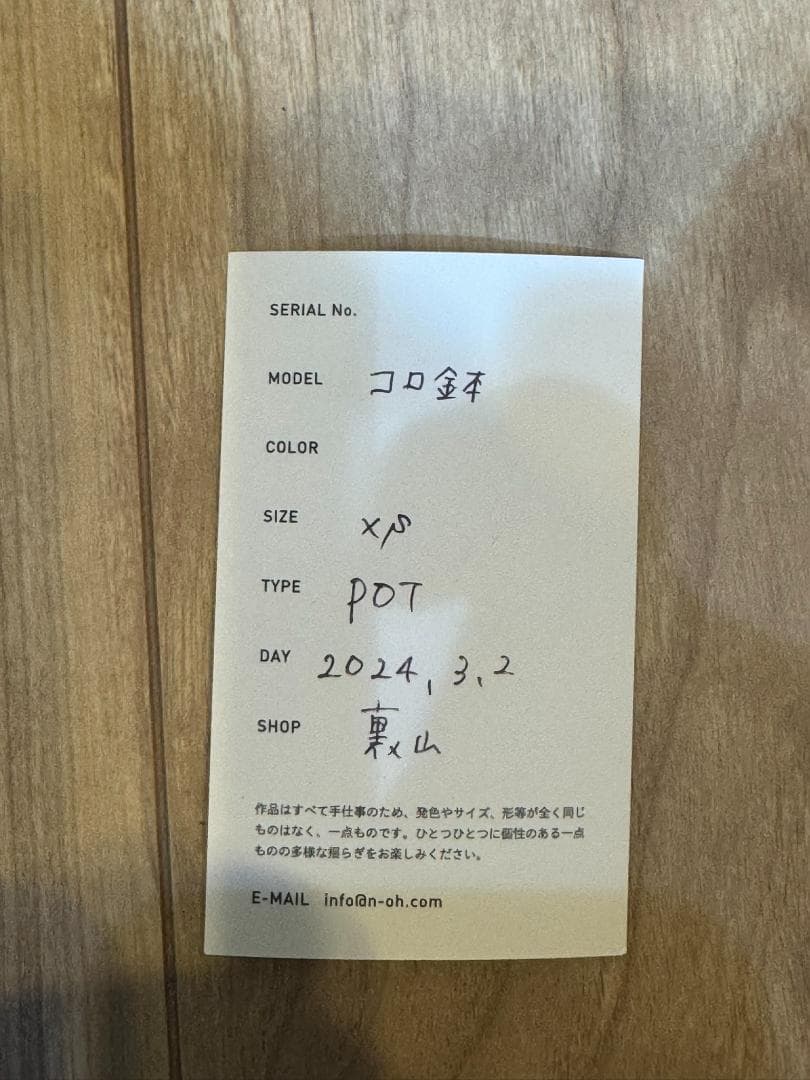 SERIAL No.
MODEL コロ鉢
COLOR
SIZE XS
TYPE POT
DAY 2024,3,2
SHOP 裏山
作品はすべて手仕事のため、発色やサイズ、形等が全く同じ
ものはなく、一点ものです。ひとつひとつに個性のある一点
ものの多様な揺らぎをお楽しみください。
E-MAIL info@n-oh.com